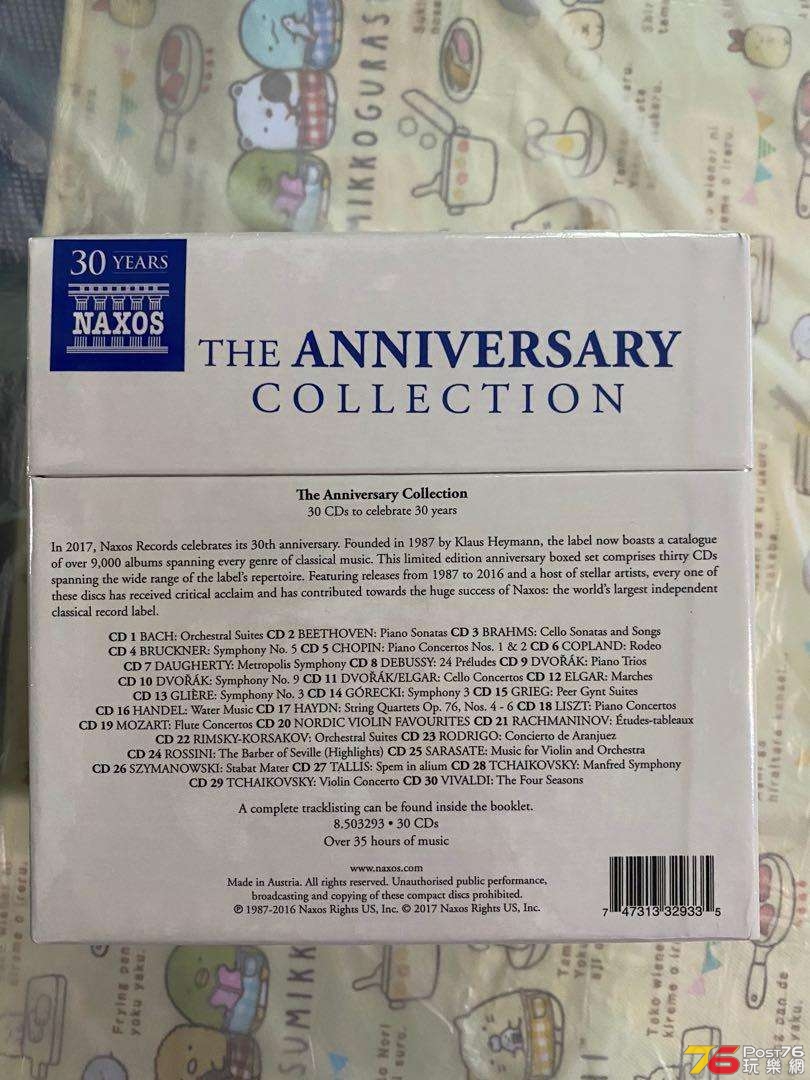 MIKKOGURAS
30 YEARS
NAXOS
THE ANNIVERSARY
COLLECTION
The Anniversary Collection
30 CDs to celebrate 30 years
In 2017, Naxos Records celebrates its 30th anniversary. Founded in 1987 by Klaus Heymann, the label now boasts a catalogue
of over 9,000 albums spanning every genre of classical music. This limited edition anniversary boxed set comprises thirty CDs
spanning the wide range of the label's repertoire. Featuring releases from 1987 to 2016 and a host of stellar artists, every one of
these discs has received critical acclaim and has contributed towards the huge success of Naxos: the world's largest independent
classical record label.
CD 1 BACH: Orchestral Suites CD 2 BEETHOVEN: Piano Sonatas CD 3 BRAHMS: Cello Sonatas and Songs
CD 4 BRUCKNER: Symphony No. 5 CD 5 CHOPIN: Piano Concertos Nos. 1 & 2 CD 6 COPLAND: Rodeo
CD 7 DAUGHERTY: Metropolis Symphony CD 8 DEBUSSY: 24 Préludes CD 9 DVOŘÁK: Piano Trios
CD 10 DVOŘÁK: Symphony No. 9 CD 11 DVOŘÁK/ELGAR: Cello Concertos CD 12 ELGAR: Marches
CD 13 GLIÈRE: Symphony No. 3 CD 14 GÓRECKI: Symphony 3 CD 15 GRIEG: Peer Gynt Suites
CD 16 HANDEL: Water Music CD 17 HAYDN: String Quartets Op. 76, Nos. 4 - 6 CD 18 LISZT: Piano Concertos
CD 19 MOZART: Flute Concertos CD 20 NORDIC VIOLIN FAVOURITES CD 21 RACHMANINOV: Études-tableaux
CD 22 RIMSKY-KORSAKOV: Orchestral Suites CD 23 RODRIGO: Concierto de Aranjuez
CD 24 ROSSINI: The Barber of Seville (Highlights) CD 25 SARASATE: Music for Violin and Orchestra
CD 26 SZYMANOWSKI: Stabat Mater CD 27 TALLIS: Spem in alium CD 28 TCHAIKOVSKY: Manfred Symphony
CD 29 TCHAIKOVSKY: Violin Concerto CD 30 VIVALDI: The Four Seasons
A complete tracklisting can be found inside the booklet.
8.503293 • 30 CDs
Over 35 hours of music
www.naxos.com
Made in Austria. All rights reserved. Unauthorised public performance,
broadcasting and copying of these compact discs prohibited.
℗ 1987-2016 Naxos Rights US, Inc. © 2017 Naxos Rights US, Inc.
7 47313 32933 5
Frying pan de
yoku yaku.
SUMIKK
Toko wiener
kireme o ire
76 Post76
玩樂網